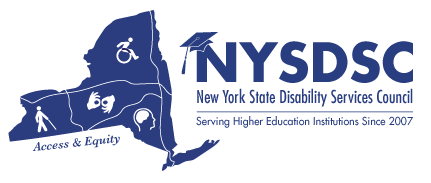 NYSDSC
New York State Disability Services Council
Serving Higher Education Institutions Since 2007
Access & Equity